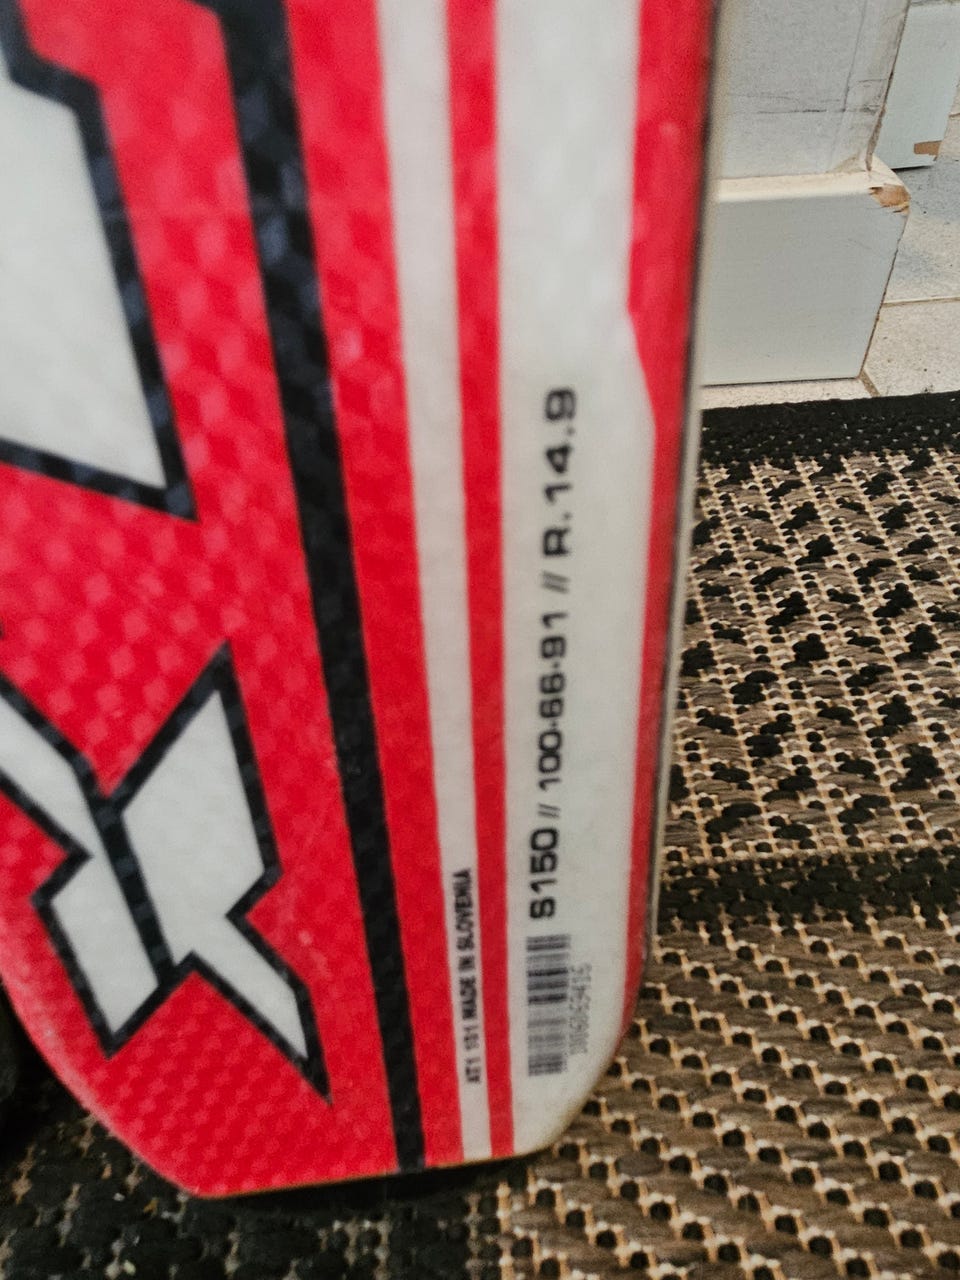 S150 // 100-66-91 // R.14.9
AT1 151 MADE IN SLOVENIA